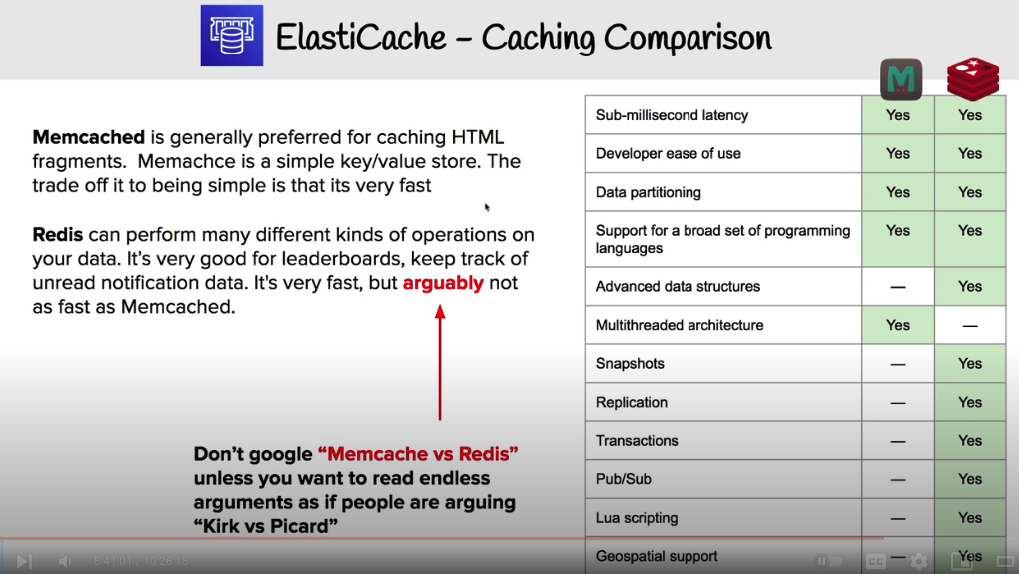 ElastiCache – Caching Comparison
Memcached is generally preferred for caching HTML
fragments. Memachce is a simple key/value store. The
trade off it to being simple is that its very fast
Redis can perform many different kinds of operations on
your data. It's very good for leaderboards, keep track of
unread notification data. It's very fast, but arguably not
as fast as Memcached.
Don't google “Memcache vs Redis”
unless you want to read endless
arguments as if people are arguing
“Kirk vs Picard”
M
Sub-millisecond latency Yes Yes
Developer ease of use Yes Yes
Data partitioning Yes Yes
Support for a broad set of programming
languages Yes Yes
Advanced data structures — Yes
Multithreaded architecture Yes —
Snapshots — Yes
Replication — Yes
Transactions — Yes
Pub/Sub — Yes
Lua scripting — Yes
Geospatial support — Yes
8:41:01 / 10:26:18
CC